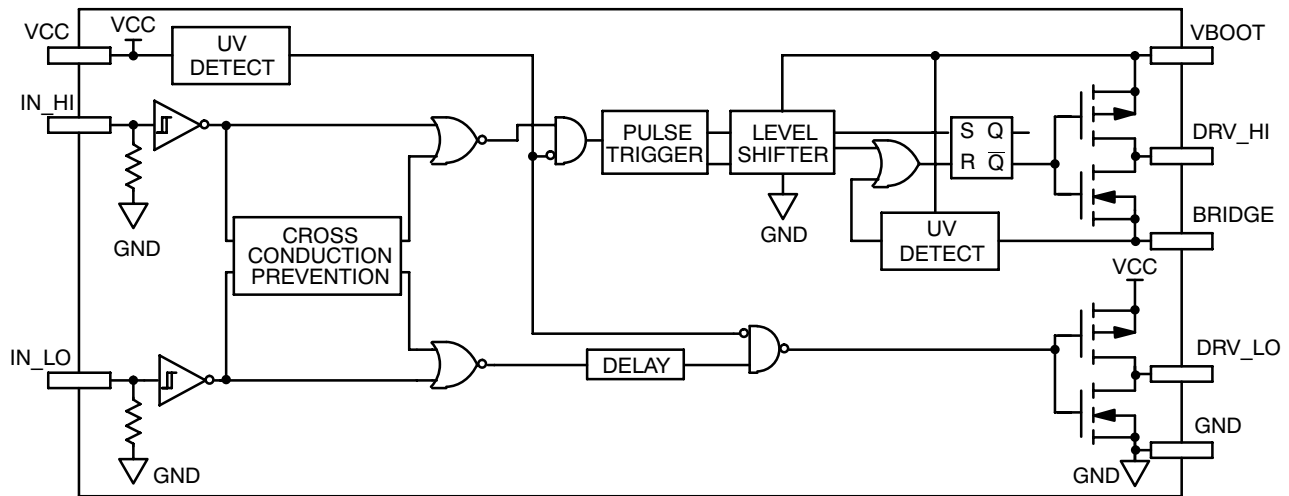 VCC
VCC
UV
DETECT
VBOOT
IN_HI
PULSE
TRIGGER
LEVEL
SHIFTER
S Q
R Q̅
DRV_HI
GND
CROSS
CONDUCTION
PREVENTION
GND
UV
DETECT
BRIDGE
VCC
IN_LO
DELAY
DRV_LO
GND
GND
GND